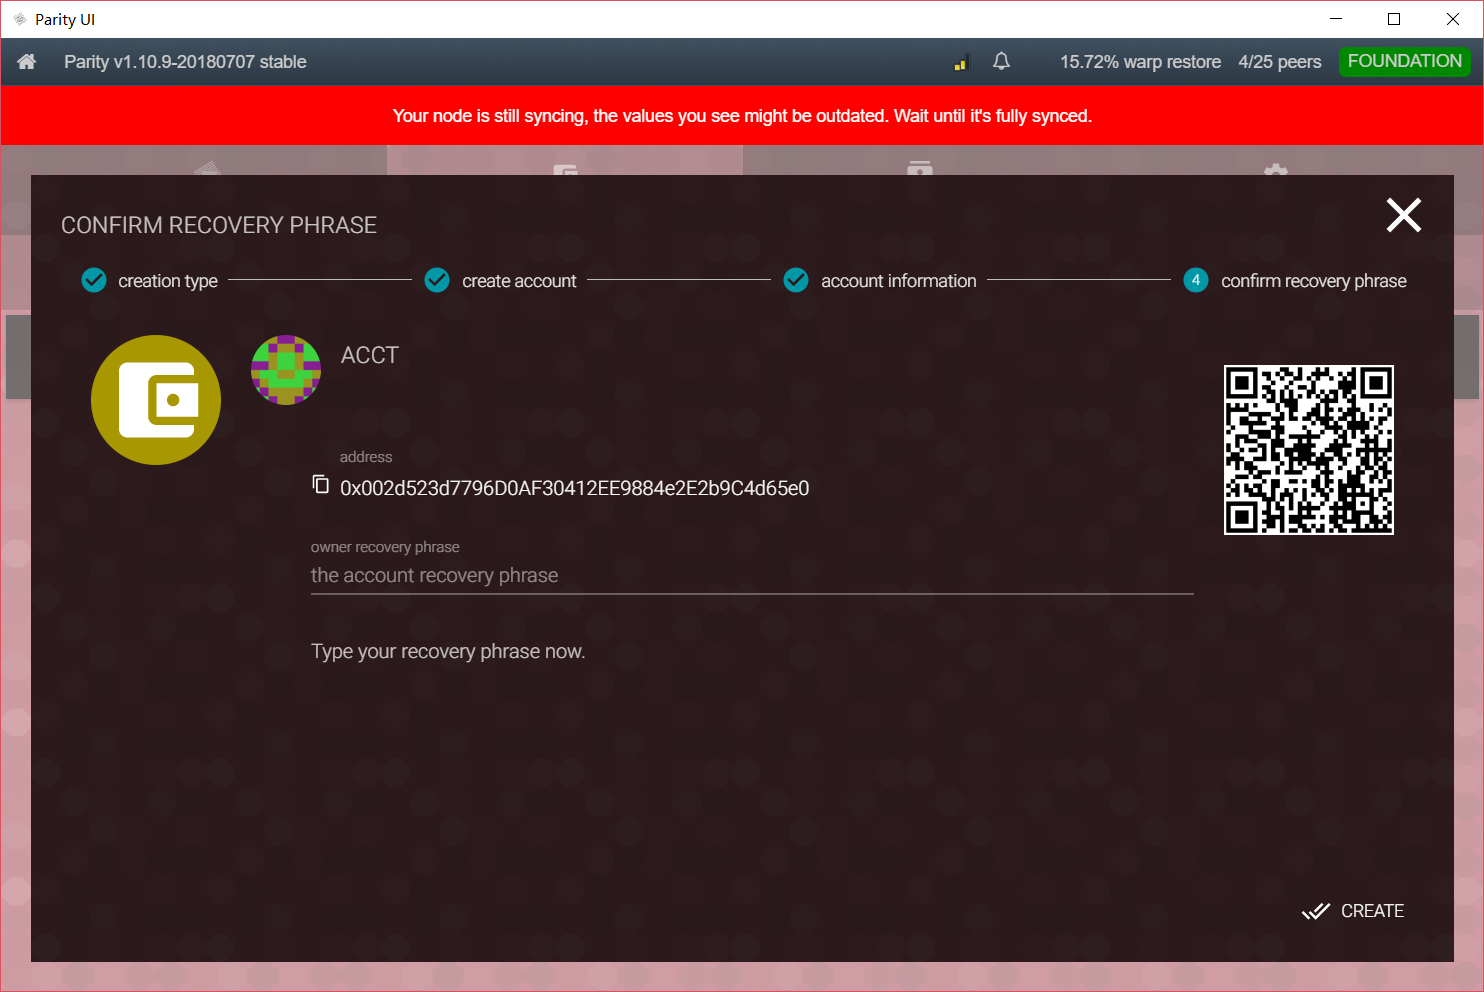 Parity UI
Parity v1.10.9-20180707 stable
15.72% warp restore
4/25 peers
FOUNDATION
Your node is still syncing, the values you see might be outdated. Wait until it's fully synced.
CONFIRM RECOVERY PHRASE
creation type
create account
account information
4
confirm recovery phrase
ACCT
address
0x002d523d7796D0AF30412EE9884e2E2b9C4d65e0
owner recovery phrase
the account recovery phrase
Type your recovery phrase now.
CREATE